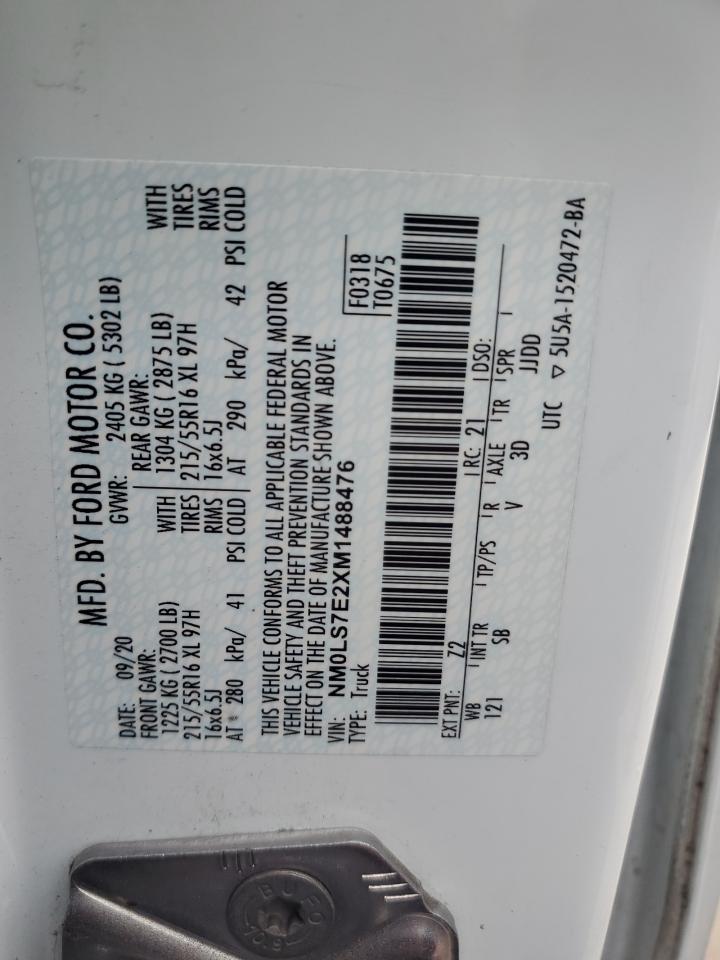 MFD. BY FORD MOTOR CO.
DATE: 09/20 GVWR: 2405 KG ( 5302 LB)
FRONT GAWR: REAR GAWR:
1225 KG ( 2700 LB) WITH 1304 KG ( 2875 LB) WITH
215/55R16 XL 97H TIRES 215/55R16 XL 97H TIRES
16x6.5J RIMS 16x6.5J RIMS
AT 280 kPa/ 41 PSI COLD AT 290 kPa/ 42 PSI COLD
THIS VEHICLE CONFORMS TO ALL APPLICABLE FEDERAL MOTOR
VEHICLE SAFETY AND THEFT PREVENTION STANDARDS IN
EFFECT ON THE DATE OF MANUFACTURE SHOWN ABOVE.
VIN: NM0LS7E2XM1488476 F0318
TYPE: Truck T0675
EXT PNT: Z2 RC: 21 DSO:
WB INT TR TP/PS R AXLE TR SPR
121 SB V 3D JJDD
UTC ▽ 5U5A-1520472-BA
BUFO
10.9